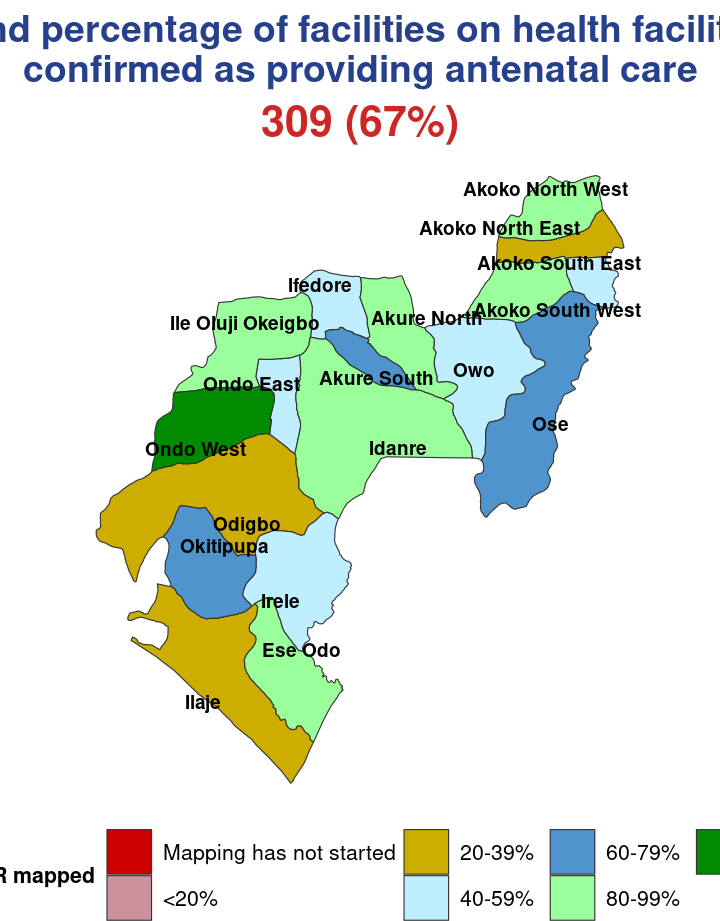 percentage of facilities on health
confirmed as providing antenatal care
309 (67%)
Akoko North West
Akoko North East
Akoko South East
Ifedore
Akoko South West
Akure North
Ile Oluji Okeigbo
Owo
Akure South
Ondo East
Ose
Idanre
Ondo West
Odigbo
Okitipupa
Irele
Ese Odo
Ilaje
Mapping has not started
20-39%
60-79%
mapped
<20%
40-59%
80-99%